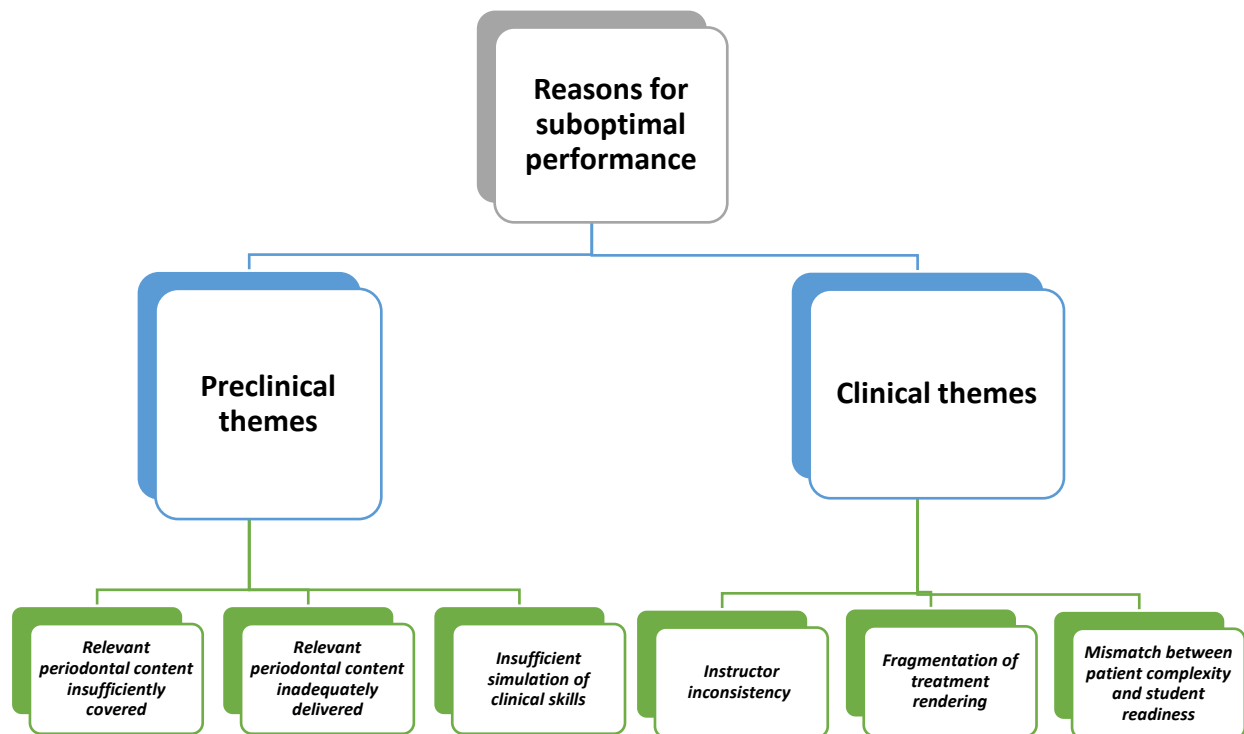 Reasons for
suboptimal
performance
Preclinical
themes
Clinical themes
Relevant
periodontal content
insufficiently
covered
Relevant
periodontal content
inadequately
delivered
Insufficient
simulation of
clinical skills
Instructor
inconsistency
Fragmentation of
treatment
rendering
Mismatch between
patient complexity
and student
readiness